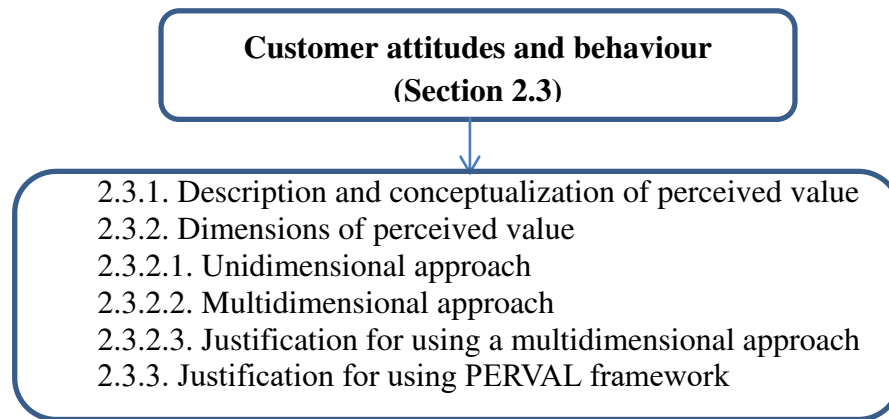 Customer attitudes and behaviour
(Section 2.3)
2.3.1. Description and conceptualization of perceived value
2.3.2. Dimensions of perceived value
2.3.2.1. Unidimensional approach
2.3.2.2. Multidimensional approach
2.3.2.3. Justification for using a multidimensional approach
2.3.3. Justification for using PERVAL framework